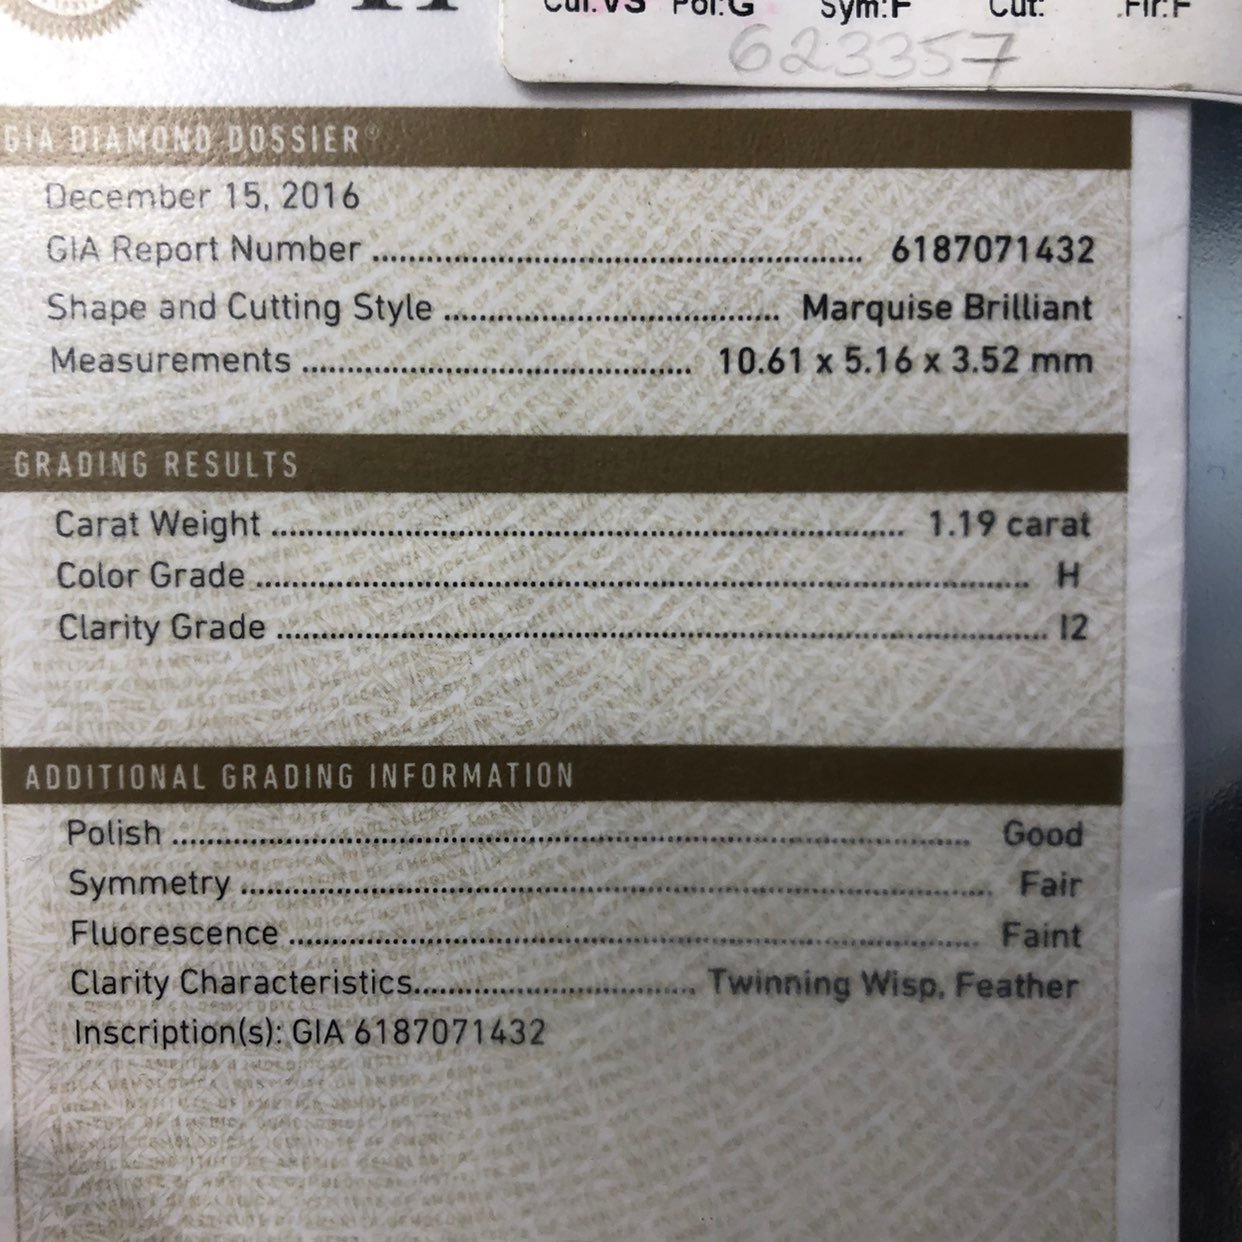 Cul:VS Pol:G Sym:F Cut: Flr:F
623357
GIA DIAMOND DOSSIER®
December 15, 2016
GIA Report Number ........ 6187071432
Shape and Cutting Style ........ Marquise Brilliant
Measurements ........ 10.61 x 5.16 x 3.52 mm
GRADING RESULTS
Carat Weight ........ 1.19 carat
Color Grade ........ H
Clarity Grade ........ I2
ADDITIONAL GRADING INFORMATION
Polish ........ Good
Symmetry ........ Fair
Fluorescence ........ Faint
Clarity Characteristics........ Twinning Wisp, Feather
Inscription(s): GIA 6187071432